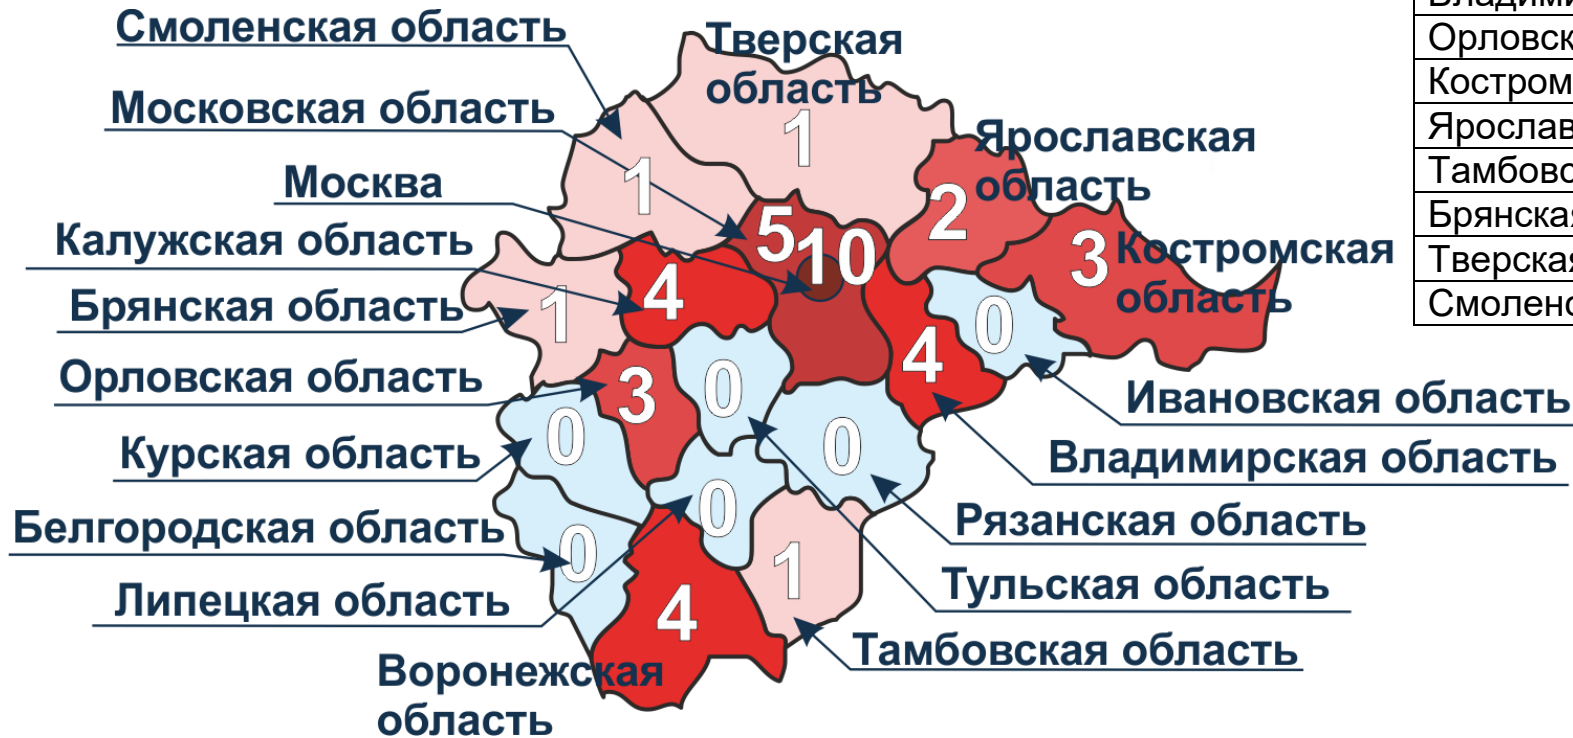 Смоленская область
Тверская
область
Московская область
Москва
Калужская область
Брянская область
Орловская область
Курская область
Белгородская область
Липецкая область
Воронежская
область
Ярославская
область
Костромская
область
Ивановская область
Владимирская область
Рязанская область
Тульская область
Тамбовская область
1
1
5
10
2
3
4
1
0
4
3
0
0
0
0
0
1
4
Орловск
Костром
Ярослав
Тамбовс
Брянская
Тверская
Смоленс